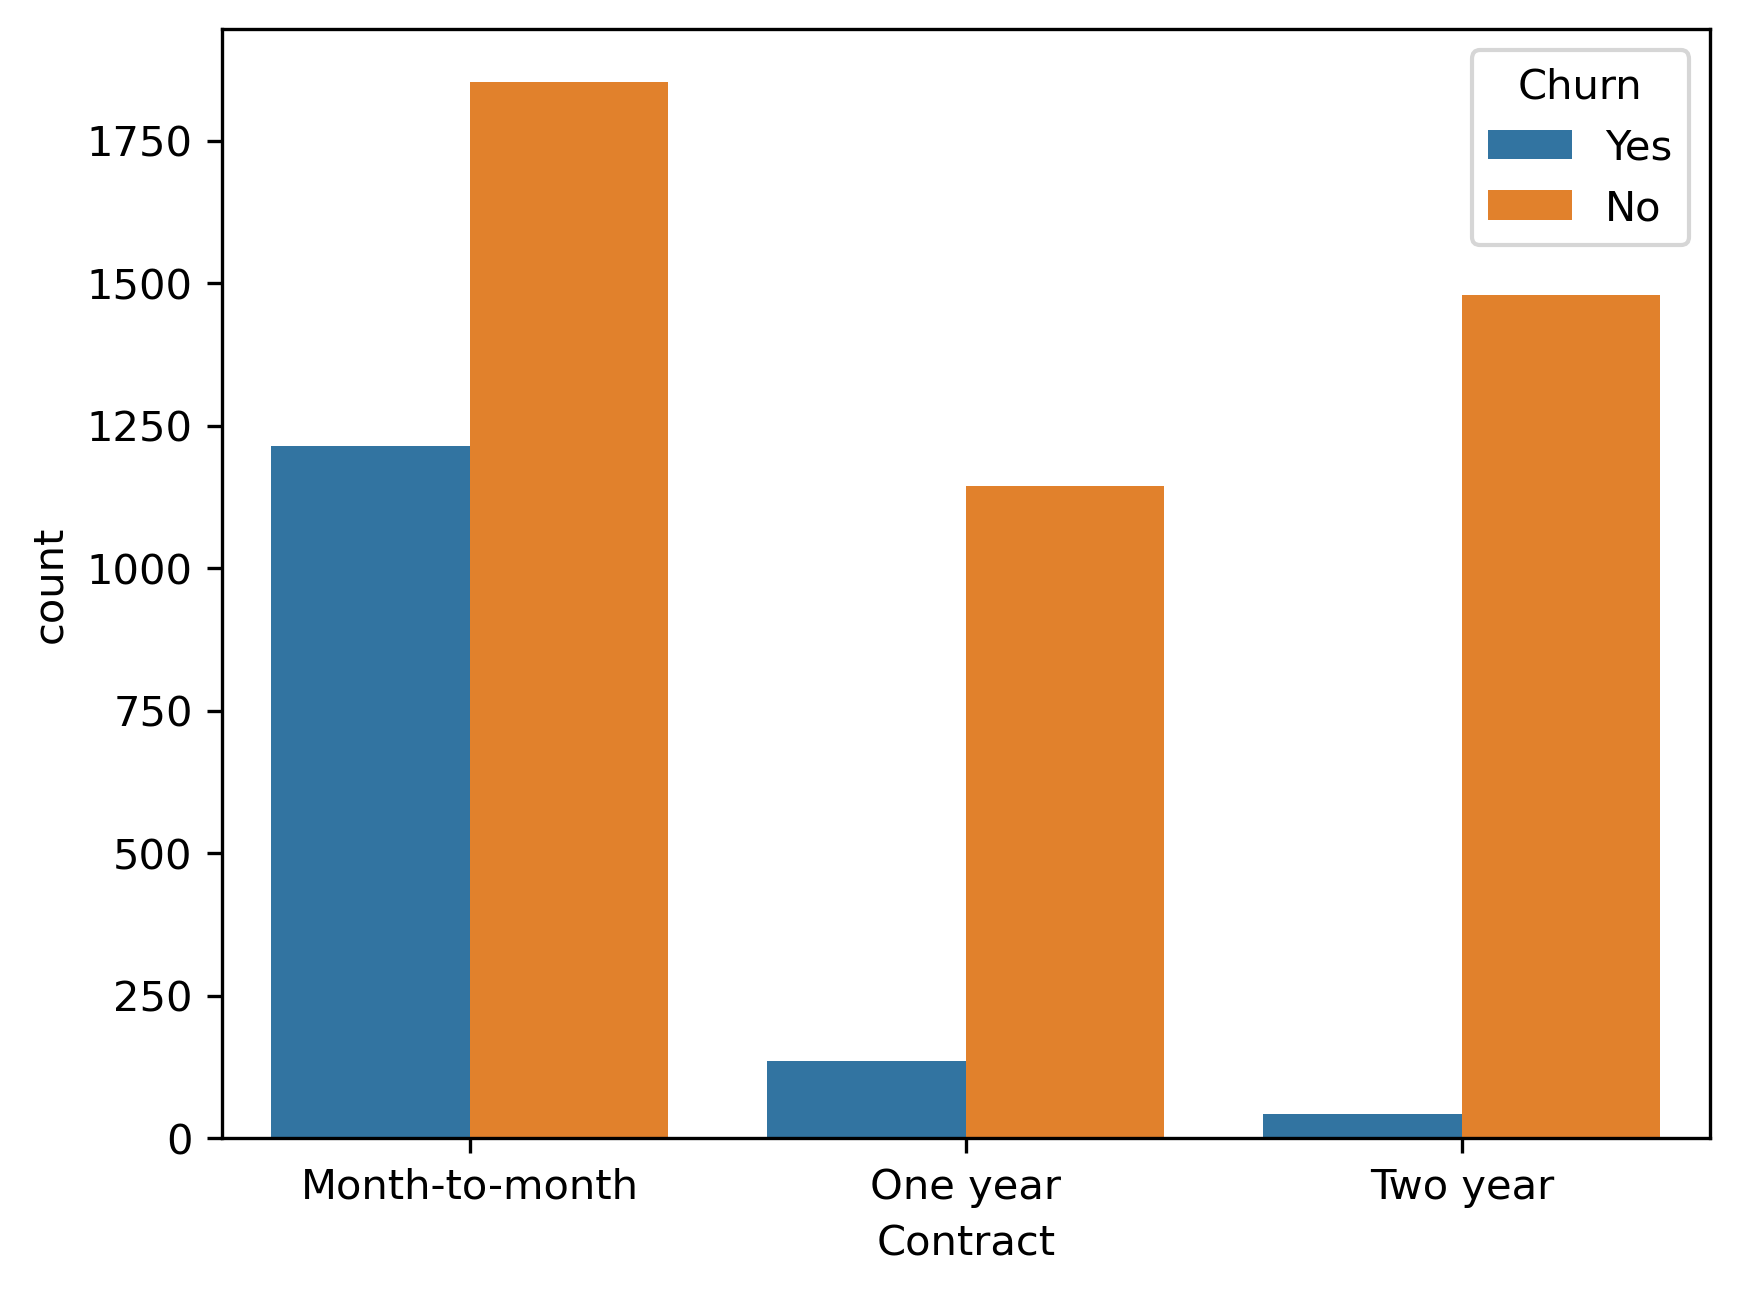 Churn
Yes
No
1750
1500
1250
1000
750
500
250
0
count
Month-to-month
One year
Two year
Contract